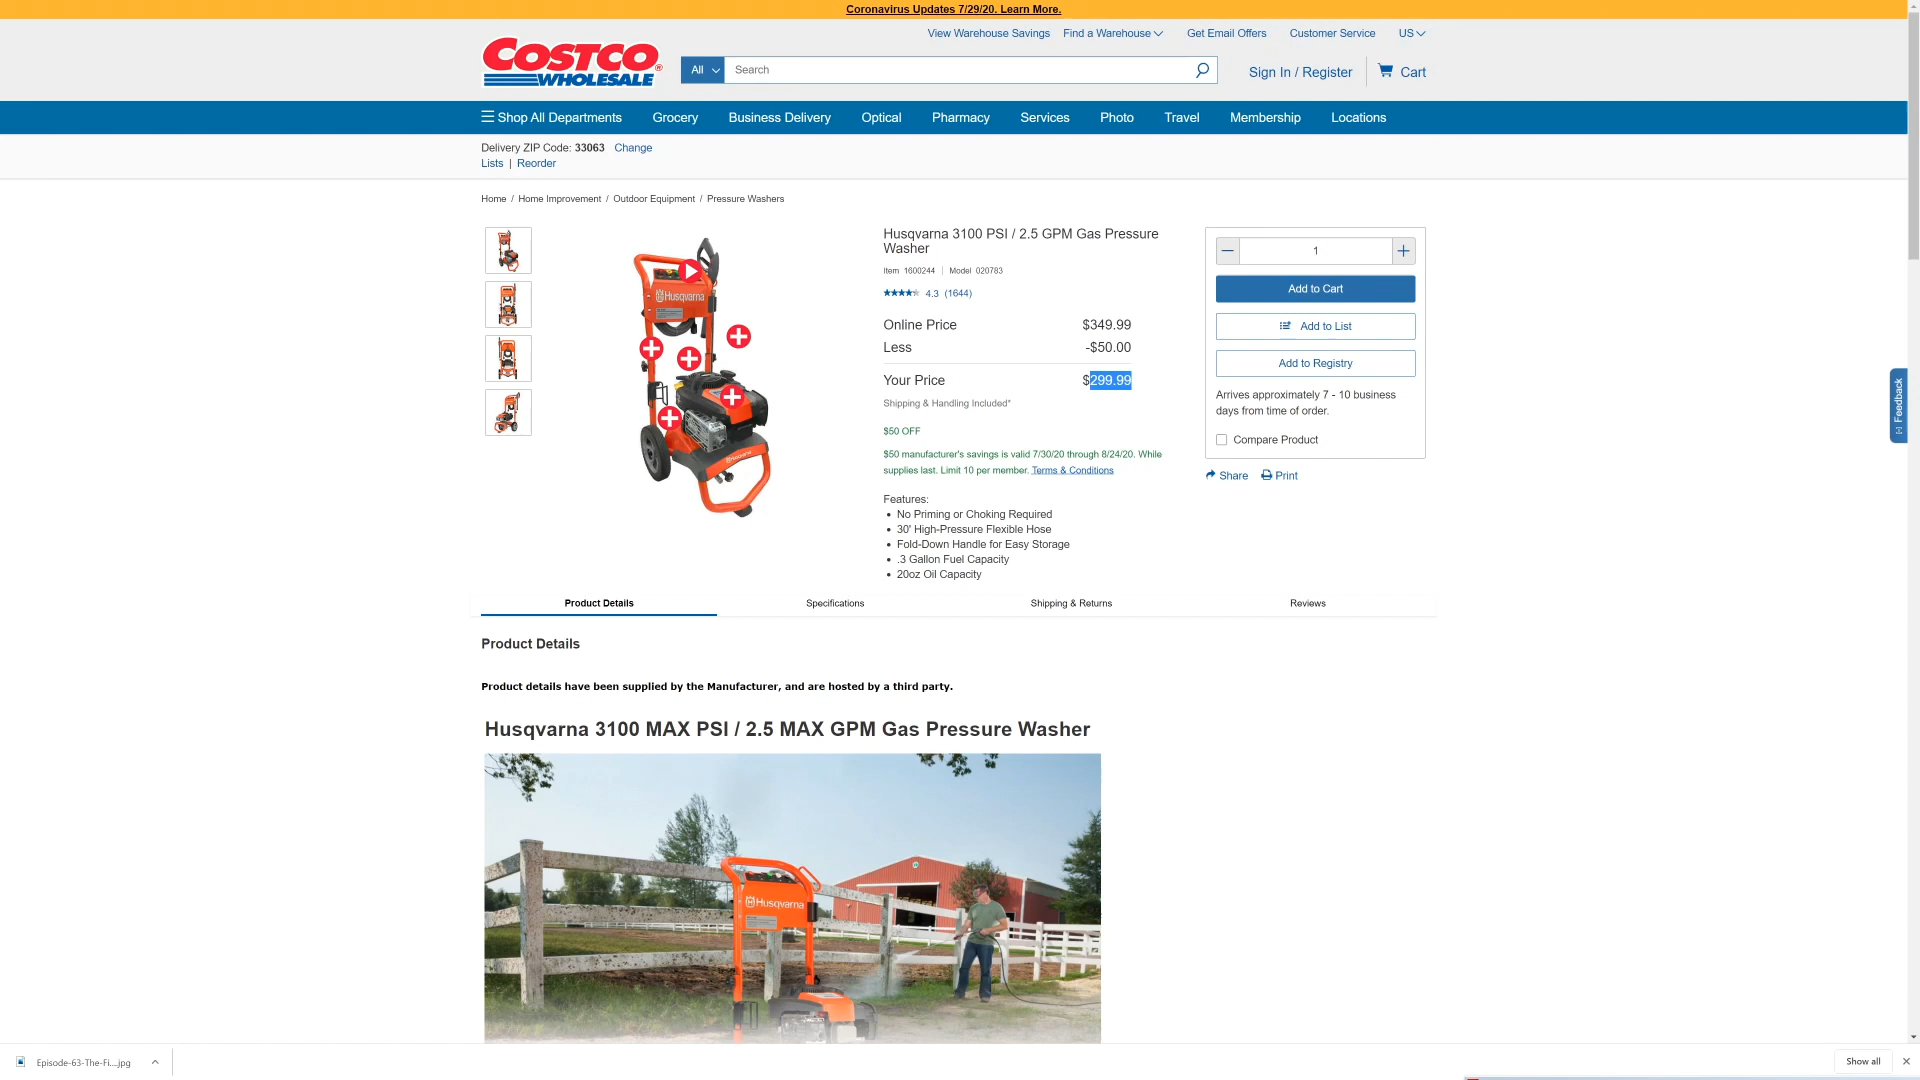 Coronavirus Updates 7/29/20. Learn More.
View Warehouse Savings Find a Warehouse Get Email Offers Customer Service US
COSTCO WHOLESALE
All Search
Sign In / Register Cart
Shop All Departments Grocery Business Delivery Optical Pharmacy Services Photo Travel Membership Locations
Delivery ZIP Code: 33063 Change
Lists | Reorder
Home / Home Improvement / Outdoor Equipment / Pressure Washers
Husqvarna 3100 PSI / 2.5 GPM Gas Pressure
Washer
Item 1600244 | Model 020783
4.3 (1644)
Online Price $349.99
Less -$50.00
Your Price $299.99
Shipping & Handling Included*
$50 OFF
$50 manufacturer's savings is valid 7/30/20 through 8/24/20. While
supplies last. Limit 10 per member. Terms & Conditions
Features:
• No Priming or Choking Required
• 30' High-Pressure Flexible Hose
• Fold-Down Handle for Easy Storage
• .3 Gallon Fuel Capacity
• 20oz Oil Capacity
Husqvarna
Husqvarna
1
Add to Cart
Add to List
Add to Registry
Arrives approximately 7 - 10 business
days from time of order.
Compare Product
Share Print
[-] Feedback
Product Details Specifications Shipping & Returns Reviews
Product Details
Product details have been supplied by the Manufacturer, and are hosted by a third party.
Husqvarna 3100 MAX PSI / 2.5 MAX GPM Gas Pressure Washer
Husqvarna
Episode-63-The-Fi....jpg
Show all